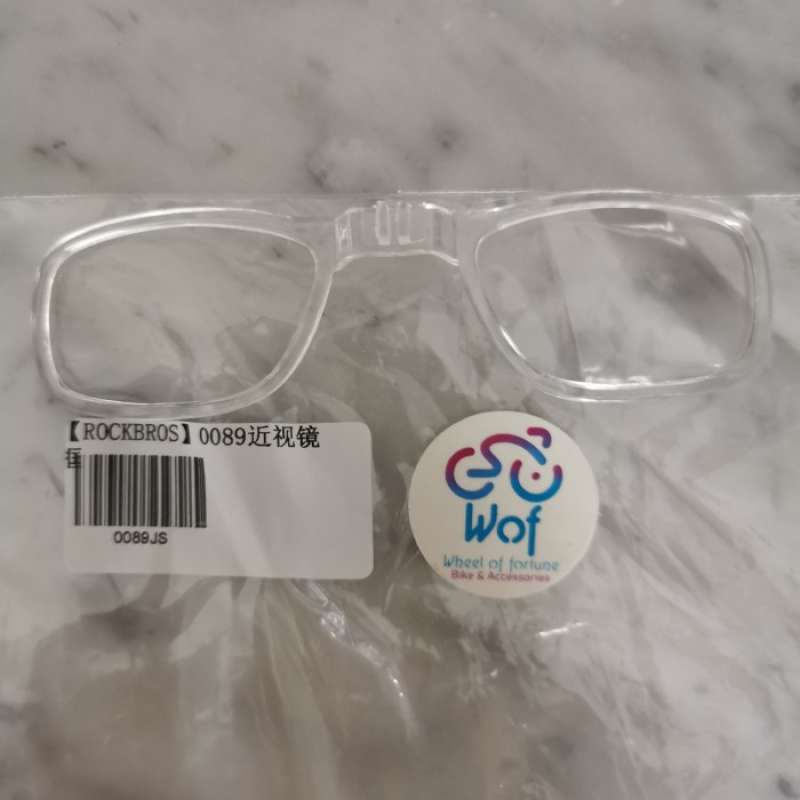 【ROCKBROS】0089近视镜
0089JS
Wof
Wheel of fortune
Bike & Accessories